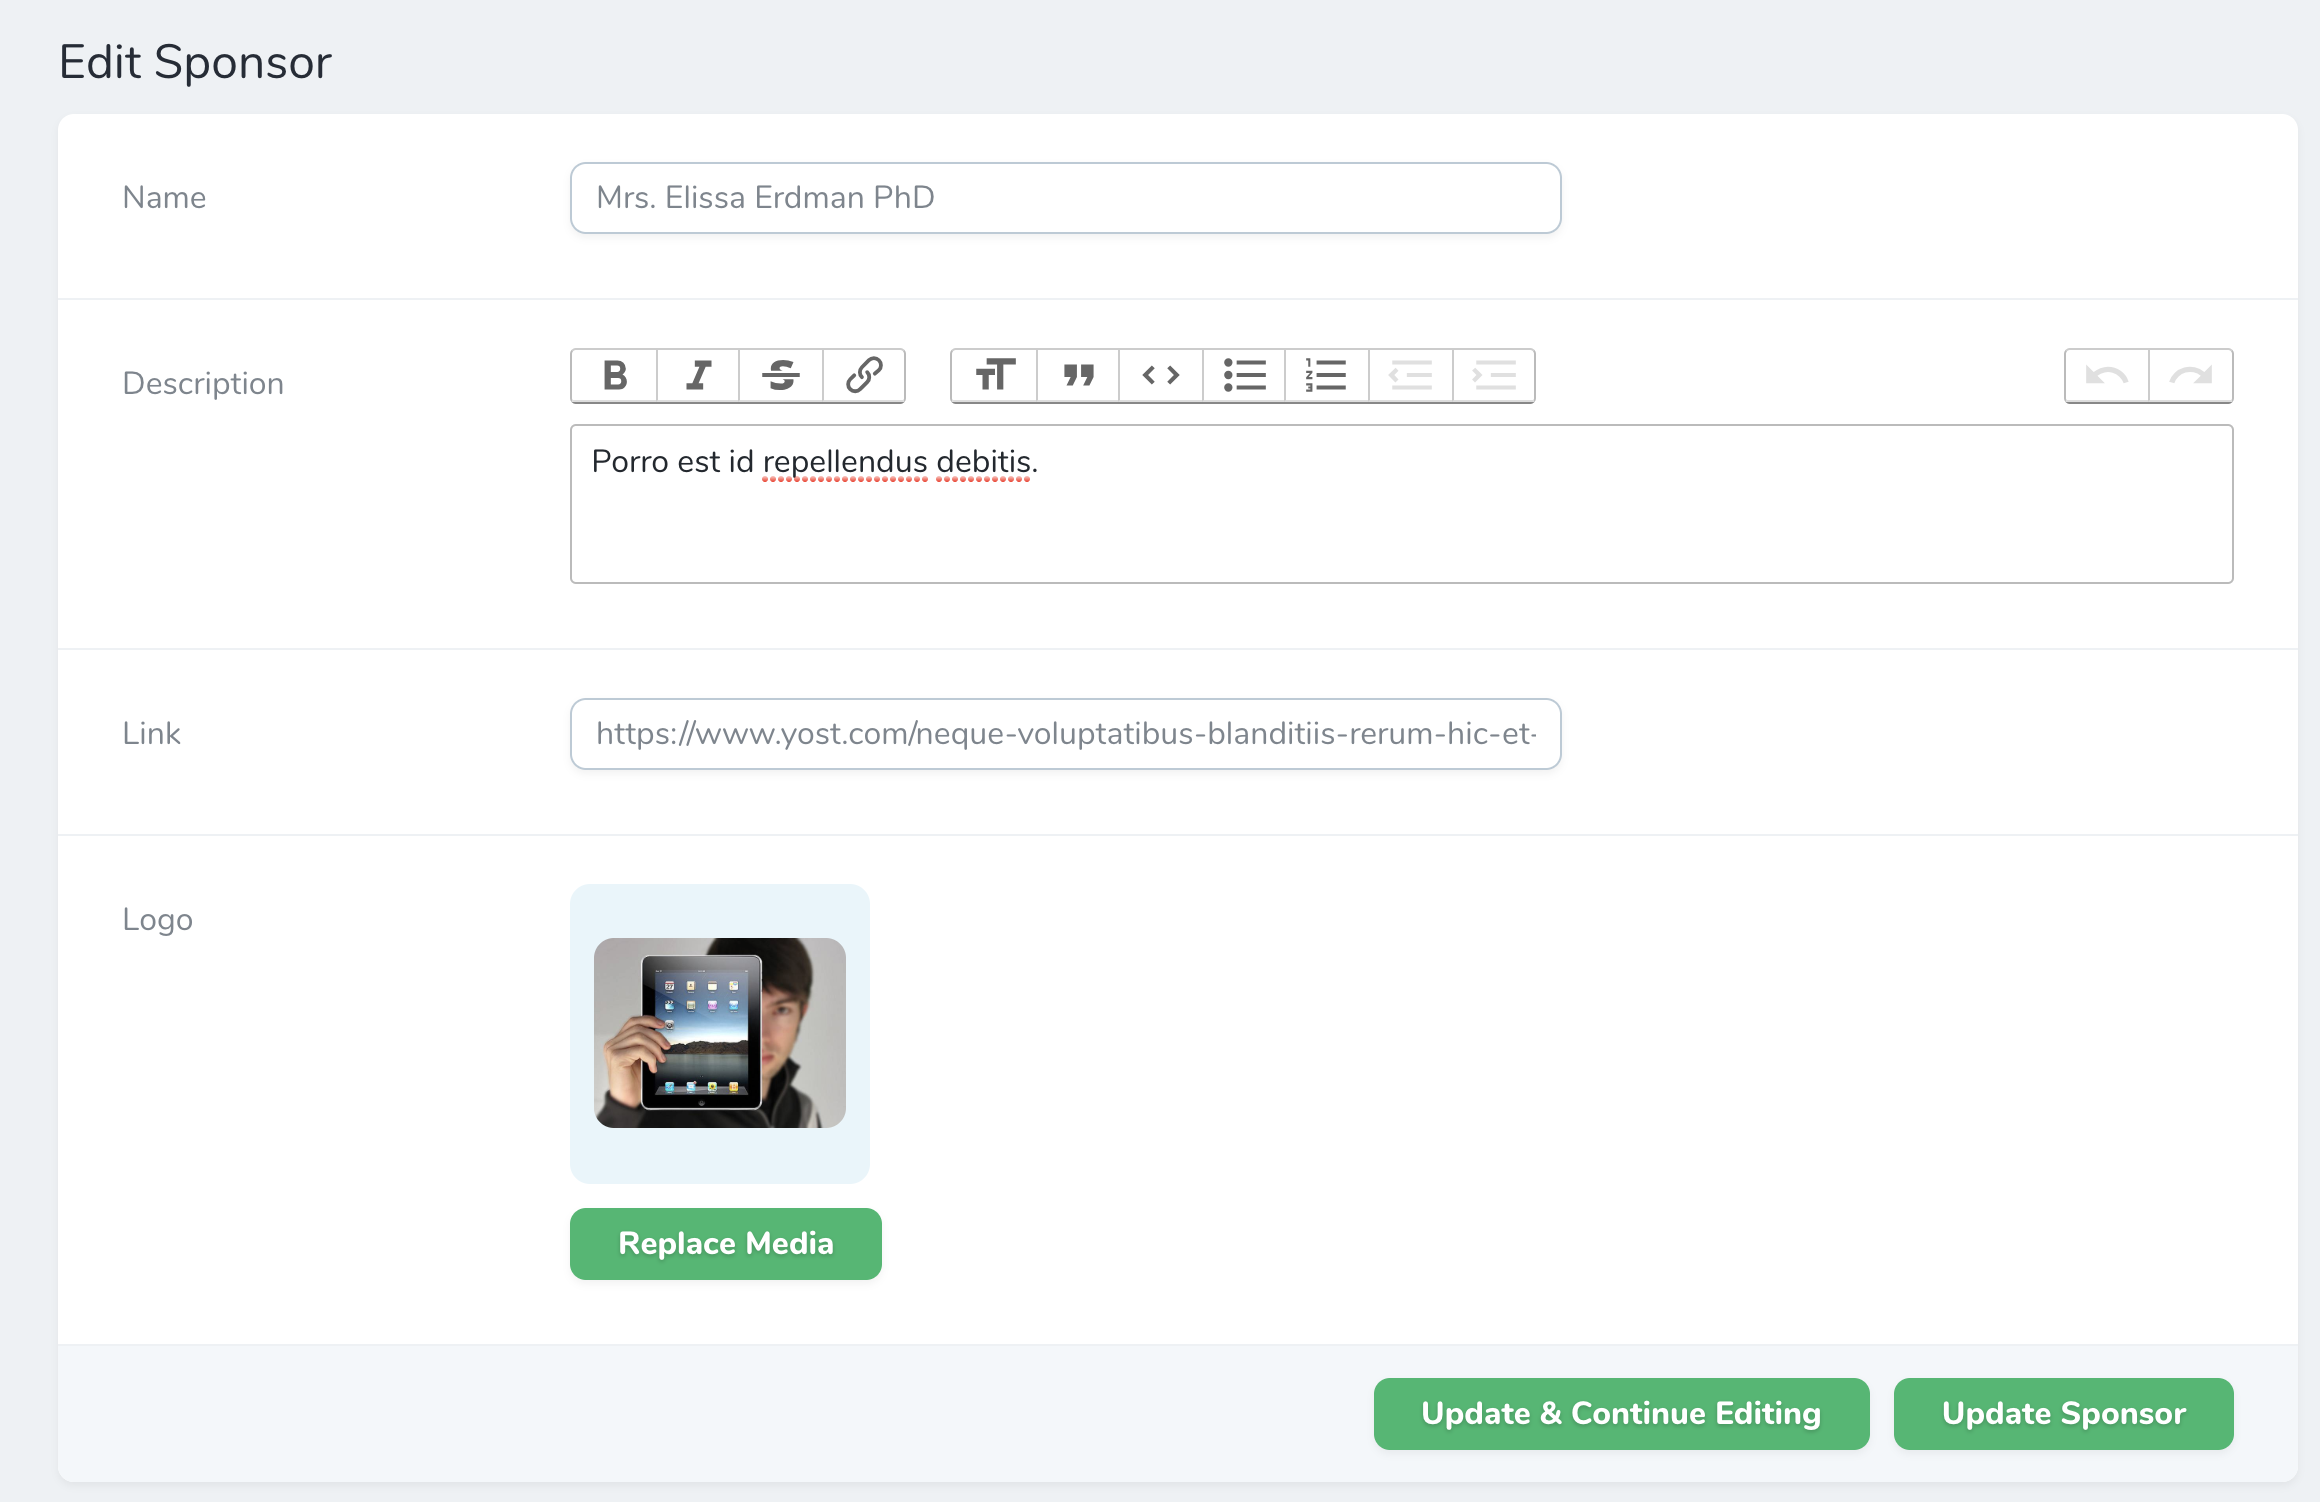 Edit Sponsor
Name
Mrs. Elissa Erdman PhD
Description
Porro est id repellendus debitis.
Link
https://www.yost.com/neque-voluptatibus-blanditiis-rerum-hic-et-
Logo
Replace Media
Update & Continue Editing
Update Sponsor